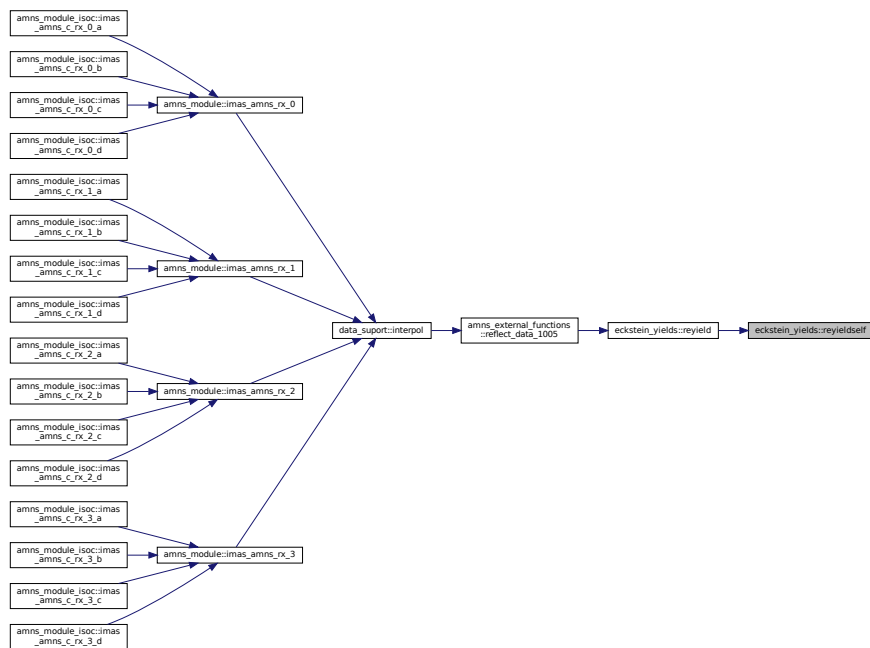 amns_module_isoc::imas
_amns_c_rx_0_a
amns_module_isoc::imas
_amns_c_rx_0_b
amns_module_isoc::imas
_amns_c_rx_0_c
amns_module_isoc::imas
_amns_c_rx_0_d
amns_module::imas_amns_rx_0
amns_module_isoc::imas
_amns_c_rx_1_a
amns_module_isoc::imas
_amns_c_rx_1_b
amns_module_isoc::imas
_amns_c_rx_1_c
amns_module_isoc::imas
_amns_c_rx_1_d
amns_module::imas_amns_rx_1
amns_module_isoc::imas
_amns_c_rx_2_a
amns_module_isoc::imas
_amns_c_rx_2_b
amns_module_isoc::imas
_amns_c_rx_2_c
amns_module_isoc::imas
_amns_c_rx_2_d
amns_module::imas_amns_rx_2
amns_module_isoc::imas
_amns_c_rx_3_a
amns_module_isoc::imas
_amns_c_rx_3_b
amns_module_isoc::imas
_amns_c_rx_3_c
amns_module_isoc::imas
_amns_c_rx_3_d
amns_module::imas_amns_rx_3
data_suport::interpol
amns_external_functions
::reflect_data_1005
eckstein_yields::reyield
eckstein_yields::reyieldself